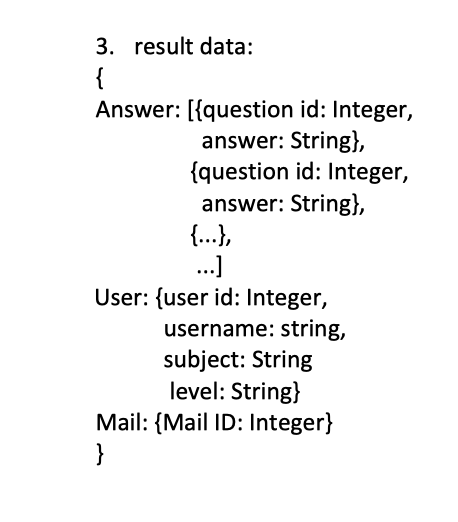 3. result data:
{
Answer: [{question id: Integer,
answer: String},
{question id: Integer,
answer: String},
{...},
...]
User: {user id: Integer,
username: string,
subject: String
level: String}
Mail: {Mail ID: Integer}
}